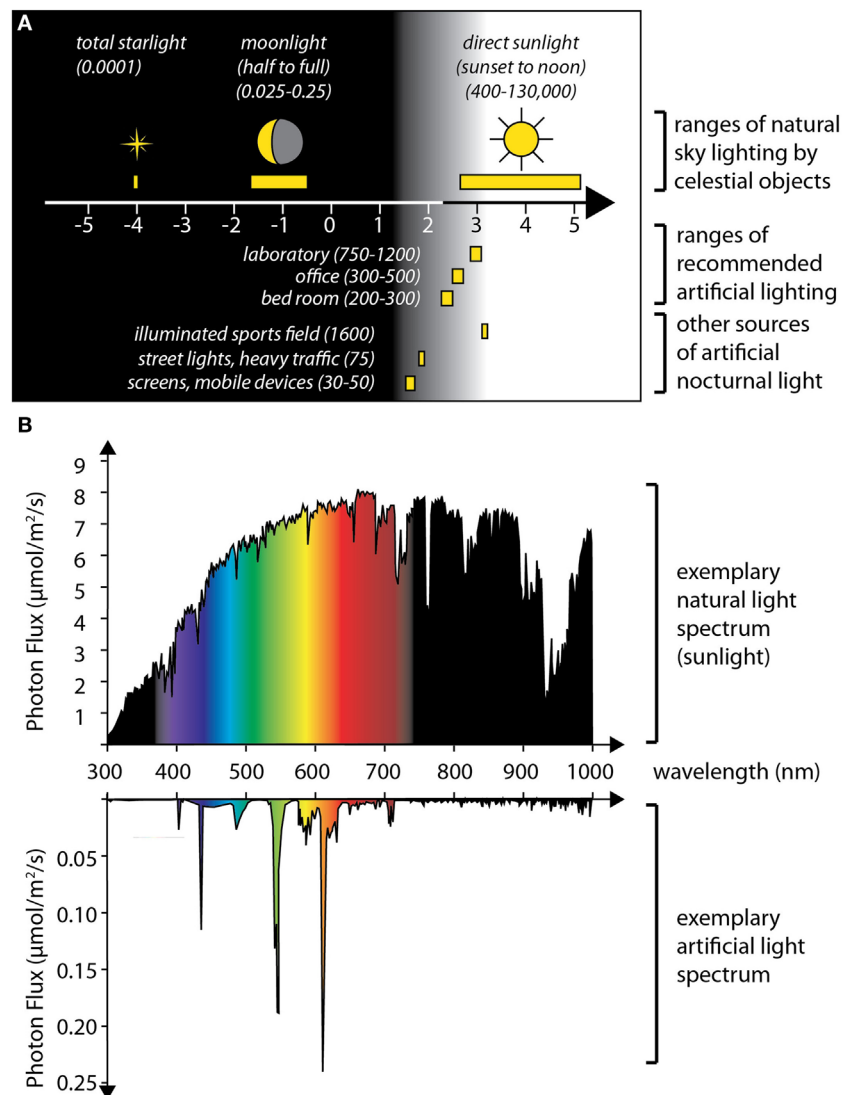 A
total starlight
(0.0001)
moonlight
(half to full)
(0.025-0.25)
direct sunlight
(sunset to noon)
(400-130,000)
ranges of natural
sky lighting by
celestial objects
-5 -4 -3 -2 -1 0 1 2 3 4 5
laboratory (750-1200)
office (300-500)
bed room (200-300)
ranges of
recommended
artificial lighting
illuminated sports field (1600)
street lights, heavy traffic (75)
screens, mobile devices (30-50)
other sources
of artificial
nocturnal light
B
Photon Flux (μmol/m²/s)
9
8
7
6
5
4
3
2
1
exemplary
natural light
spectrum
(sunlight)
300 400 500 600 700 800 900 1000
wavelength (nm)
Photon Flux (μmol/m²/s)
0.05
0.10
0.15
0.20
0.25
exemplary
artificial light
spectrum